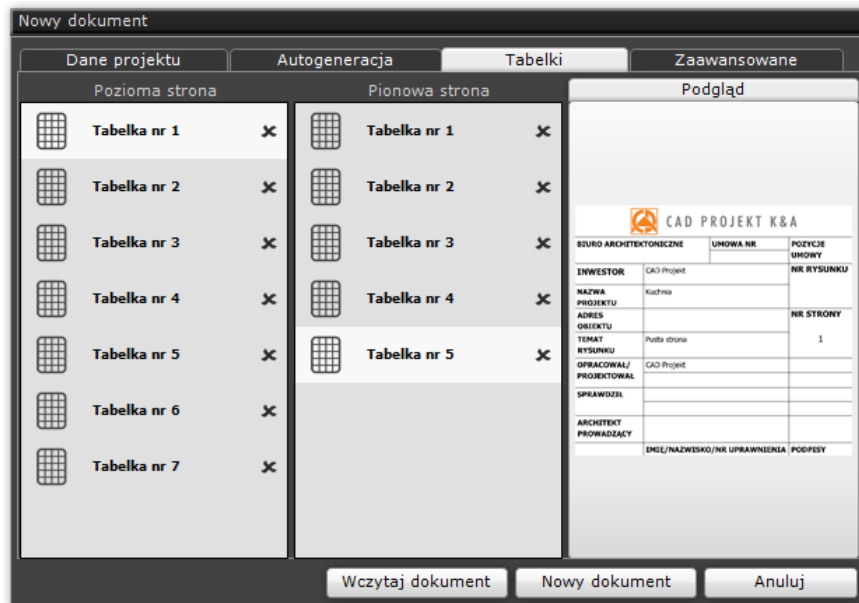 Nowy dokument
Dane projektu Autogeneracja Tabelki Zaawansowane
Pozioma strona Pionowa strona Podgląd
Tabelka nr 1
Tabelka nr 2
Tabelka nr 3
Tabelka nr 4
Tabelka nr 5
Tabelka nr 6
Tabelka nr 7
Tabelka nr 1
Tabelka nr 2
Tabelka nr 3
Tabelka nr 4
Tabelka nr 5
CAD PROJEKT K&A
BIURO ARCHITEKTONICZNE UMOWA NR POZYCJE
UMOWY
INWESTOR CAD Projekt NR RYSUNKU
NAZWA Kuchnia
PROJEKTU
ADRES NR STRONY
OBIEKTU
TEMAT Pusta strona 1
RYSUNKU
OPRACOWAŁ/ CAD Projekt
PROJEKTOWAŁ
SPRAWDZIŁ
ARCHITEKT
PROWADZĄCY
IMIĘ/NAZWISKO/NR UPRAWNIENIA PODPISY
Wczytaj dokument Nowy dokument Anuluj